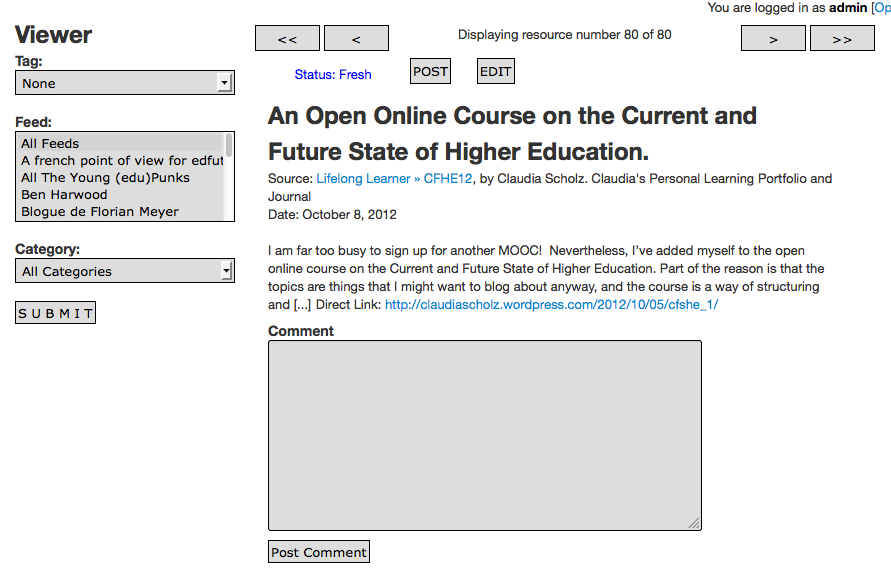 You are logged in as admin [Op
Viewer
<< < Displaying resource number 80 of 80 > >>
Tag:
None
Status: Fresh POST EDIT
Feed:
All Feeds
A french point of view for edfut
All The Young (edu)Punks
Ben Harwood
Blogue de Florian Meyer
Category:
All Categories
S U B M I T
An Open Online Course on the Current and
Future State of Higher Education.
Source: Lifelong Learner » CFHE12, by Claudia Scholz. Claudia's Personal Learning Portfolio and
Journal
Date: October 8, 2012
I am far too busy to sign up for another MOOC!  Nevertheless, I've added myself to the open
online course on the Current and Future State of Higher Education. Part of the reason is that the
topics are things that I might want to blog about anyway, and the course is a way of structuring
and [...] Direct Link: http://claudiascholz.wordpress.com/2012/10/05/cfshe_1/
Comment
Post Comment